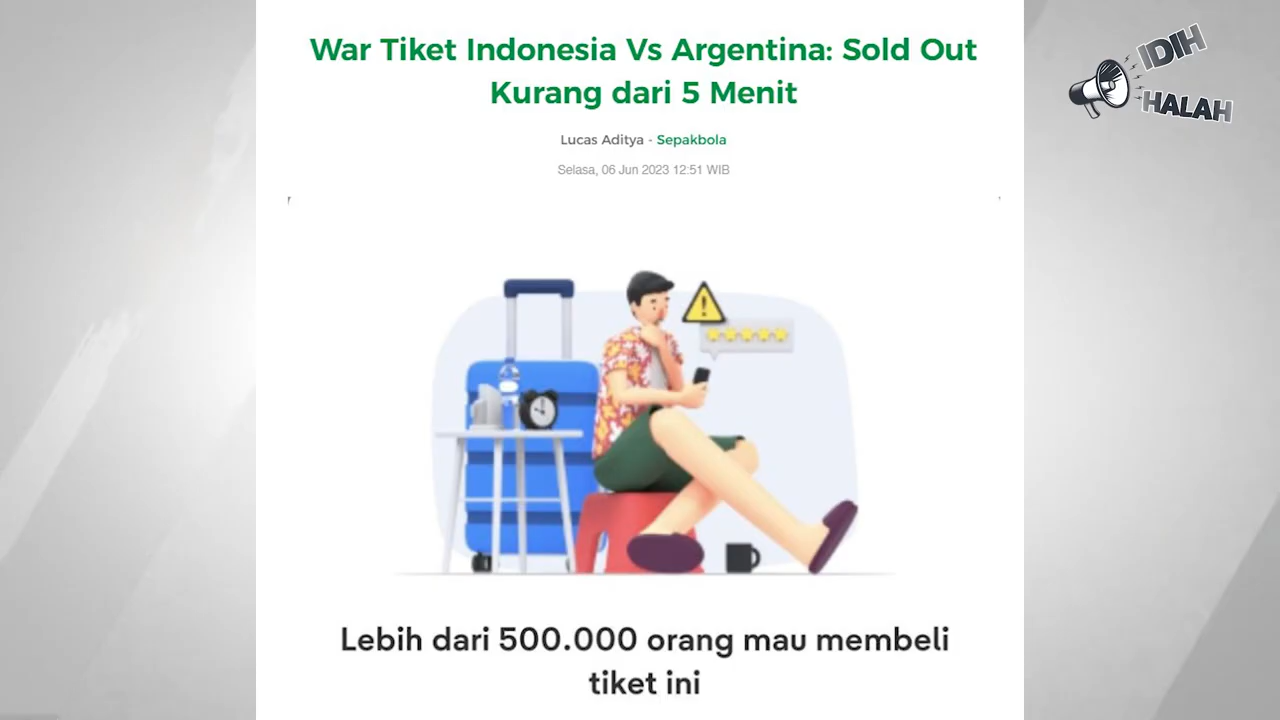 War Tiket Indonesia Vs Argentina: Sold Out
Kurang dari 5 Menit
Lucas Aditya - Sepakbola
Selasa, 06 Jun 2023 12:51 WIB
IDIH
HALAH
Lebih dari 500.000 orang mau membeli
tiket ini